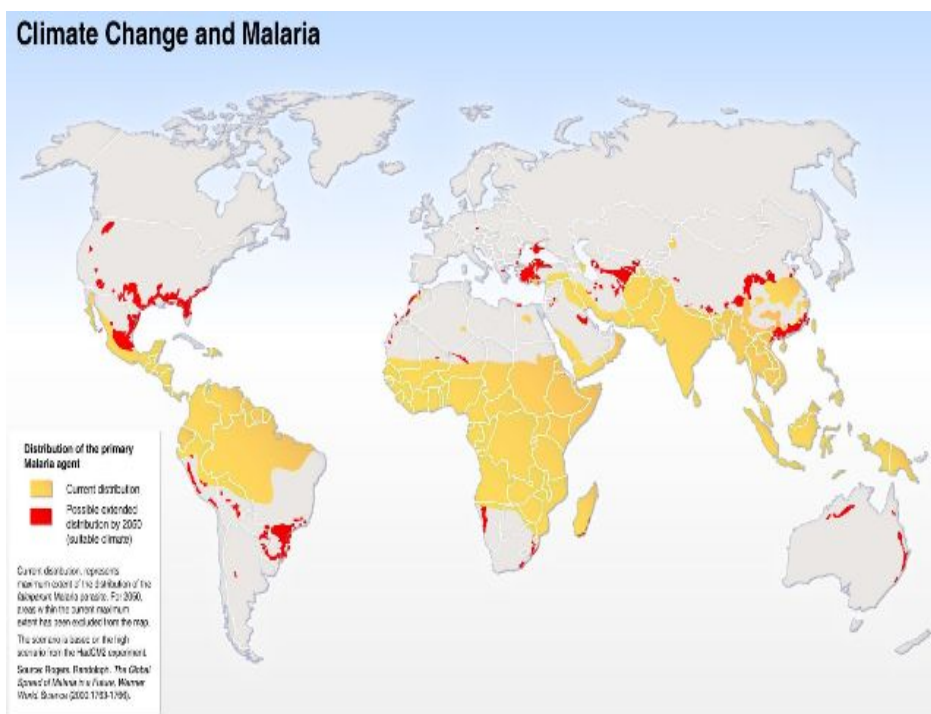 Climate Change and Malaria
Distribution of the primary
Malaria agent
Current distribution
Possible extended
distribution by 2050
(suitable climate)
Current distribution, represents
maximum extent of the distribution of the
falciparum Malaria parasite. For 2050,
areas within the current maximum
extent has been excluded from the map.
The scenario is based on the high
scenario from the HadCM2 experiment.
Source: Rogers, Randolph. The Global
Spread of Malaria in a Future, Warmer
World. Science (2000:1763-1766).